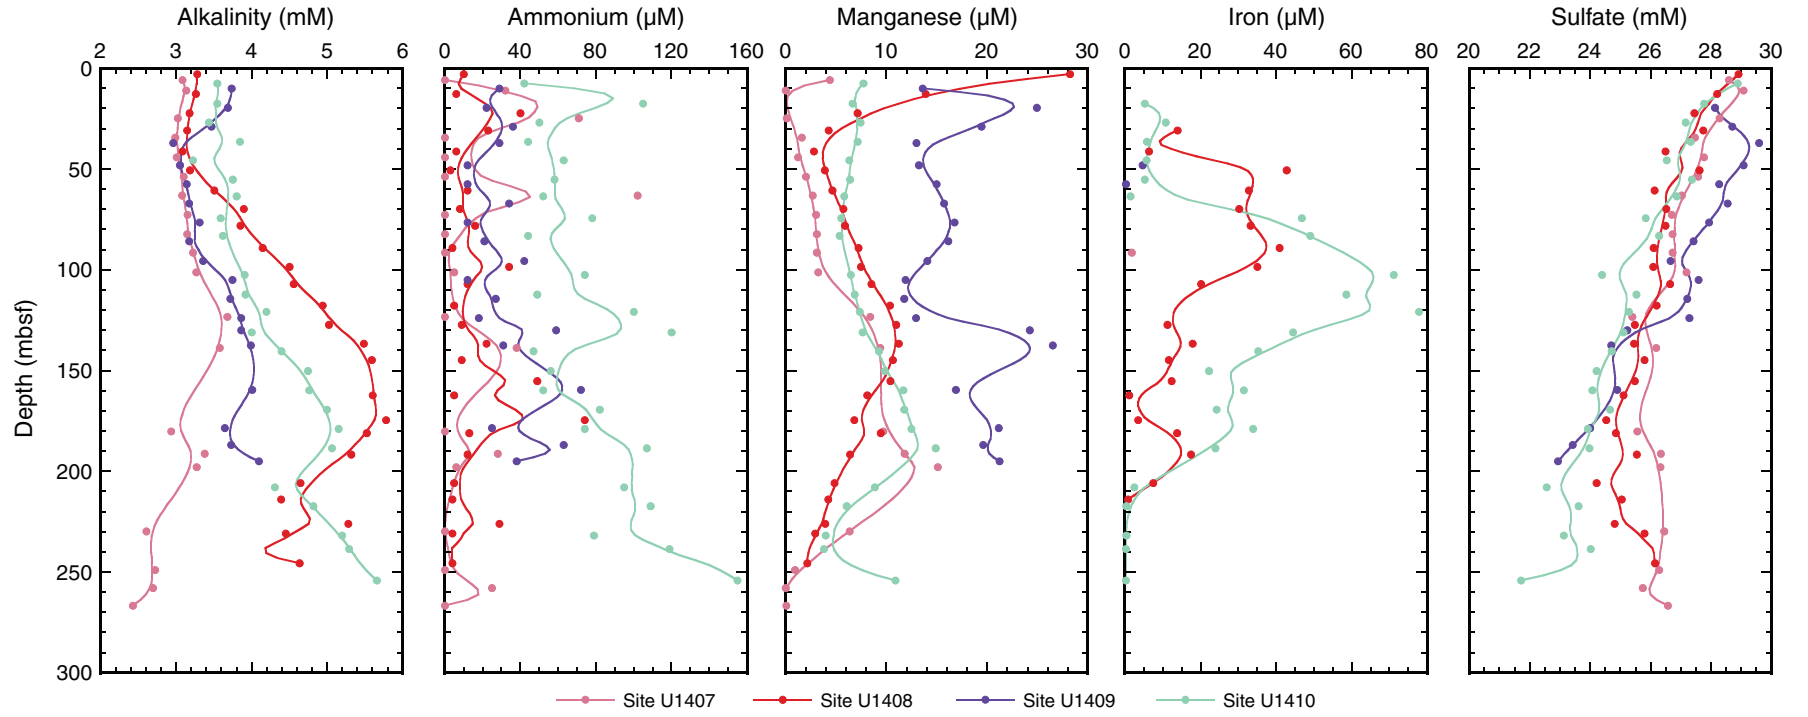 Alkalinity (mM) Ammonium (µM) Manganese (µM) Iron (µM) Sulfate (mM)
2 3 4 5 6 0 40 80 120 160 0 10 20 30 0 20 40 60 80 20 22 24 26 28 30
0
50
100
150
200
250
300
Depth (mbsf)
Site U1407 Site U1408 Site U1409 Site U1410